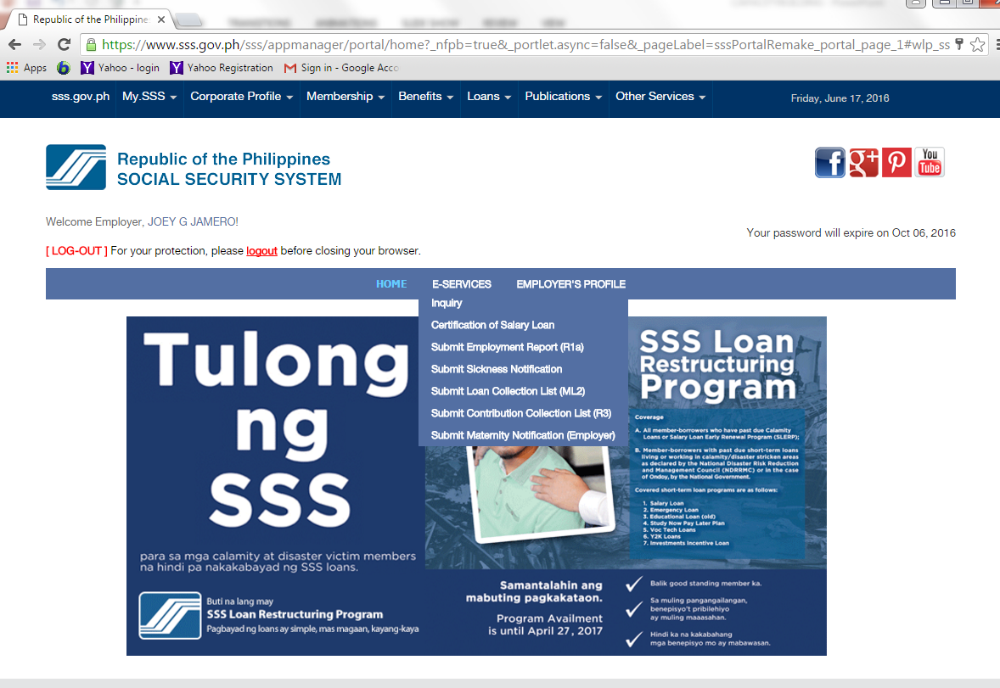 TRANSITIONS ANIMATIONS SLIDE SHOW REVIEW VIEW
Republic of the Philippine
https://www.sss.gov.ph/sss/appmanager/portal/home?_nfpb=true&_portlet.async=false&_pageLabel=sssPortalRemake_portal_page_1#wlp_ss
Apps Yahoo - login Yahoo Registration Sign in - Google Acco
sss.gov.ph My.SSS Corporate Profile Membership Benefits Loans Publications Other Services Friday, June 17, 2016
Republic of the Philippines
SOCIAL SECURITY SYSTEM
f g+ You Tube
Welcome Employer, JOEY G JAMERO!
Your password will expire on Oct 06, 2016
[ LOG-OUT ] For your protection, please logout before closing your browser.
HOME E-SERVICES EMPLOYER'S PROFILE
Inquiry
Certification of Salary Loan
Submit Employment Report (R1a)
Submit Sickness Notification
Submit Loan Collection List (ML2)
Submit Contribution Collection List (R3)
Submit Maternity Notification (Employer)
Tulong
ng
SSS
para sa mga calamity at disaster victim members
na hindi pa nakakabayad ng SSS loans.
Buti na lang may
SSS Loan Restructuring Program
Pagbayad ng loans ay simple, mas magaan, kayang-kaya
SSS Loan
Restructuring
Program
Coverage
A. All member-borrowers who have past due Calamity
Loans or Salary Loan Early Renewal Program (SLERP);
B. Member-borrowers with past due short-term loans
living or working in calamity/disaster stricken areas
as declared by the National Disaster Risk Reduction
and Management Council (NDRRMC) or in the case
of Ondoy, by the National Government.
Covered short-term loan programs are as follows:
1. Salary Loan
2. Emergency Loan
3. Educational Loan (old)
4. Study Now Pay Later Plan
5. Voc Tech Loans
6. Y2K Loans
7. Investments Incentive Loan
Samantalahin ang
mabuting pagkakataon.
Program Availment
is until April 27, 2017
Balik good standing member ka.
Sa muling pangangailangan,
benepisyo't pribelihiyo
ay muling maaasahan.
Hindi ka na kakabahang
mga benepisyo mo ay mabawasan.